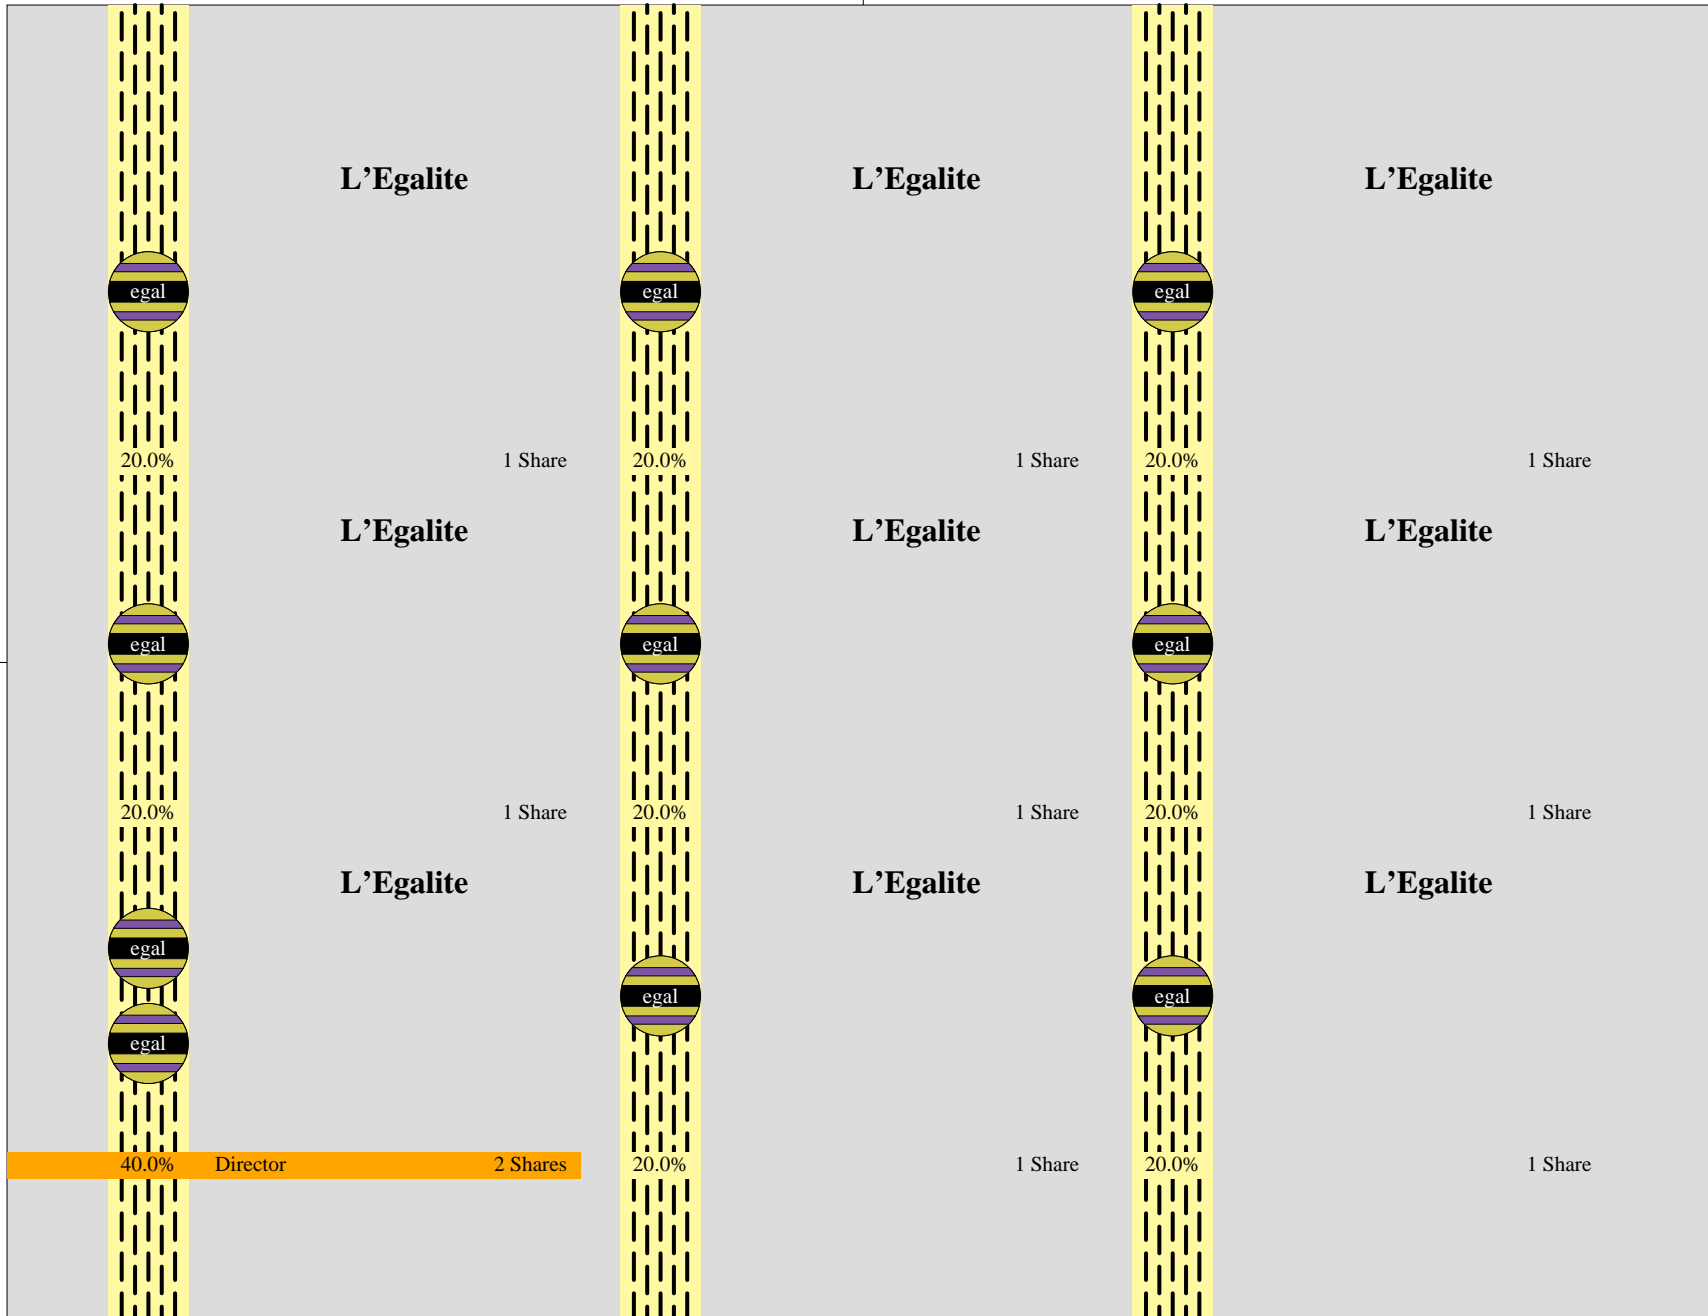 L’Egalite L’Egalite L’Egalite
egal egal egal
20.0% 1 Share 20.0% 1 Share 20.0% 1 Share
L’Egalite L’Egalite L’Egalite
egal egal egal
20.0% 1 Share 20.0% 1 Share 20.0% 1 Share
L’Egalite L’Egalite L’Egalite
egal
egal egal
egal
40.0% Director 2 Shares 20.0% 1 Share 20.0% 1 Share